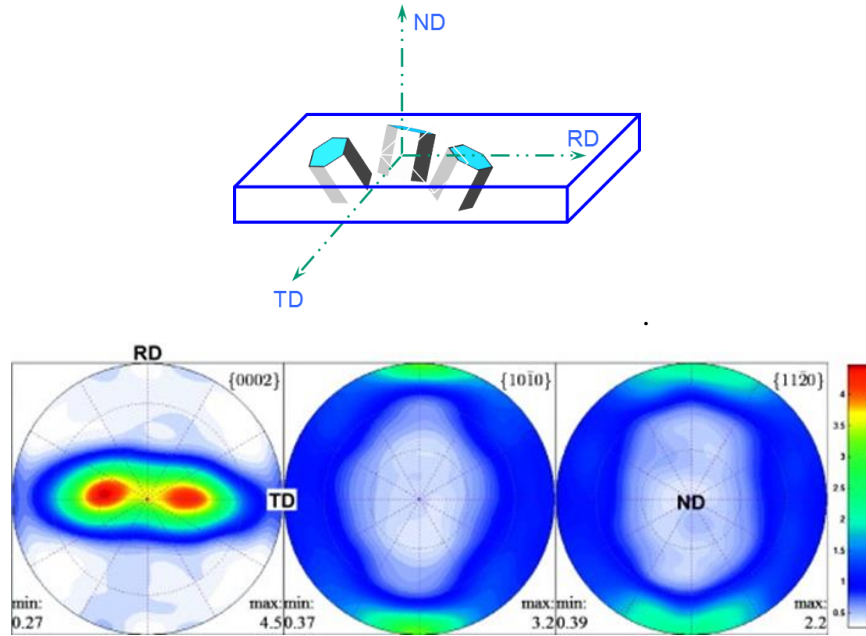 ND
RD
TD
RD
{0002}
{101̄0}
{112̄0}
TD
ND
4
3.5
3
2.5
2
1.5
1
0.5
min:
0.27
max:
4.5
min:
0.37
max:
3.2
min:
0.39
max:
2.2